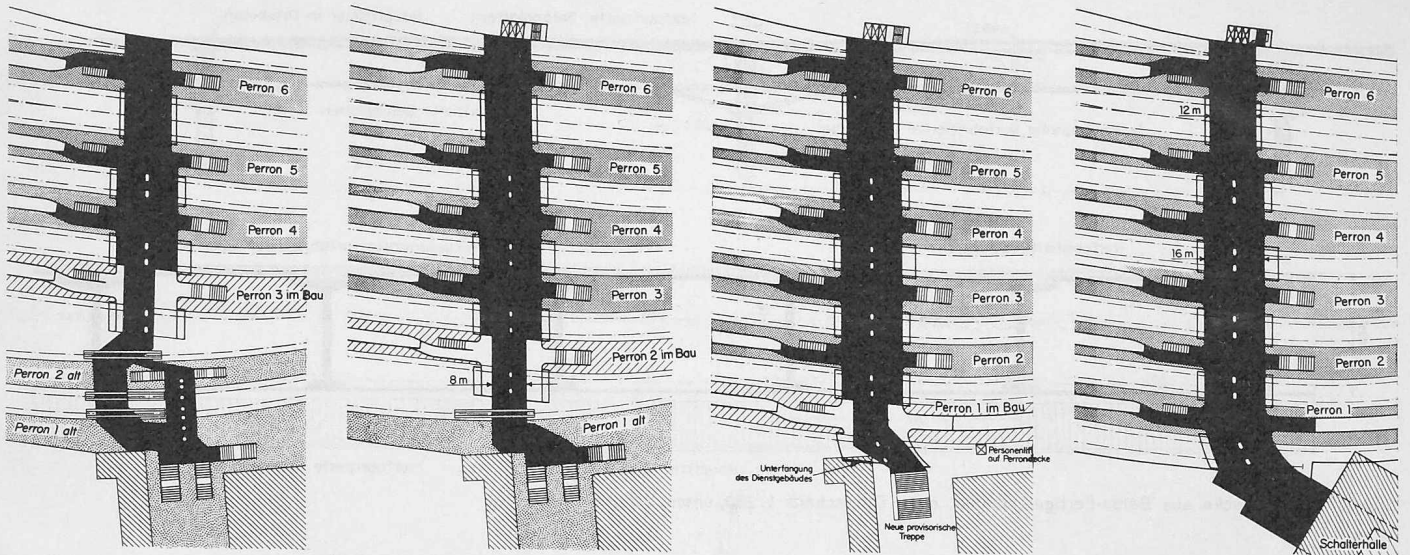 Perron 6
Perron 5
Perron 4
Perron 3 im Bau
Perron 2 alt
Perron 1 alt
Perron 6
Perron 5
Perron 4
Perron 3
Perron 2 im Bau
8 m
Perron 1 alt
Perron 6
Perron 5
Perron 4
Perron 3
Perron 2
Perron 1 im Bau
Personenlift
auf Perrondecke
Unterfangung
des Dienstgebäudes
Neue provisorische
Treppe
Perron 6
12 m
Perron 5
Perron 4
16 m
Perron 3
Perron 2
Perron 1
Schalterhalle